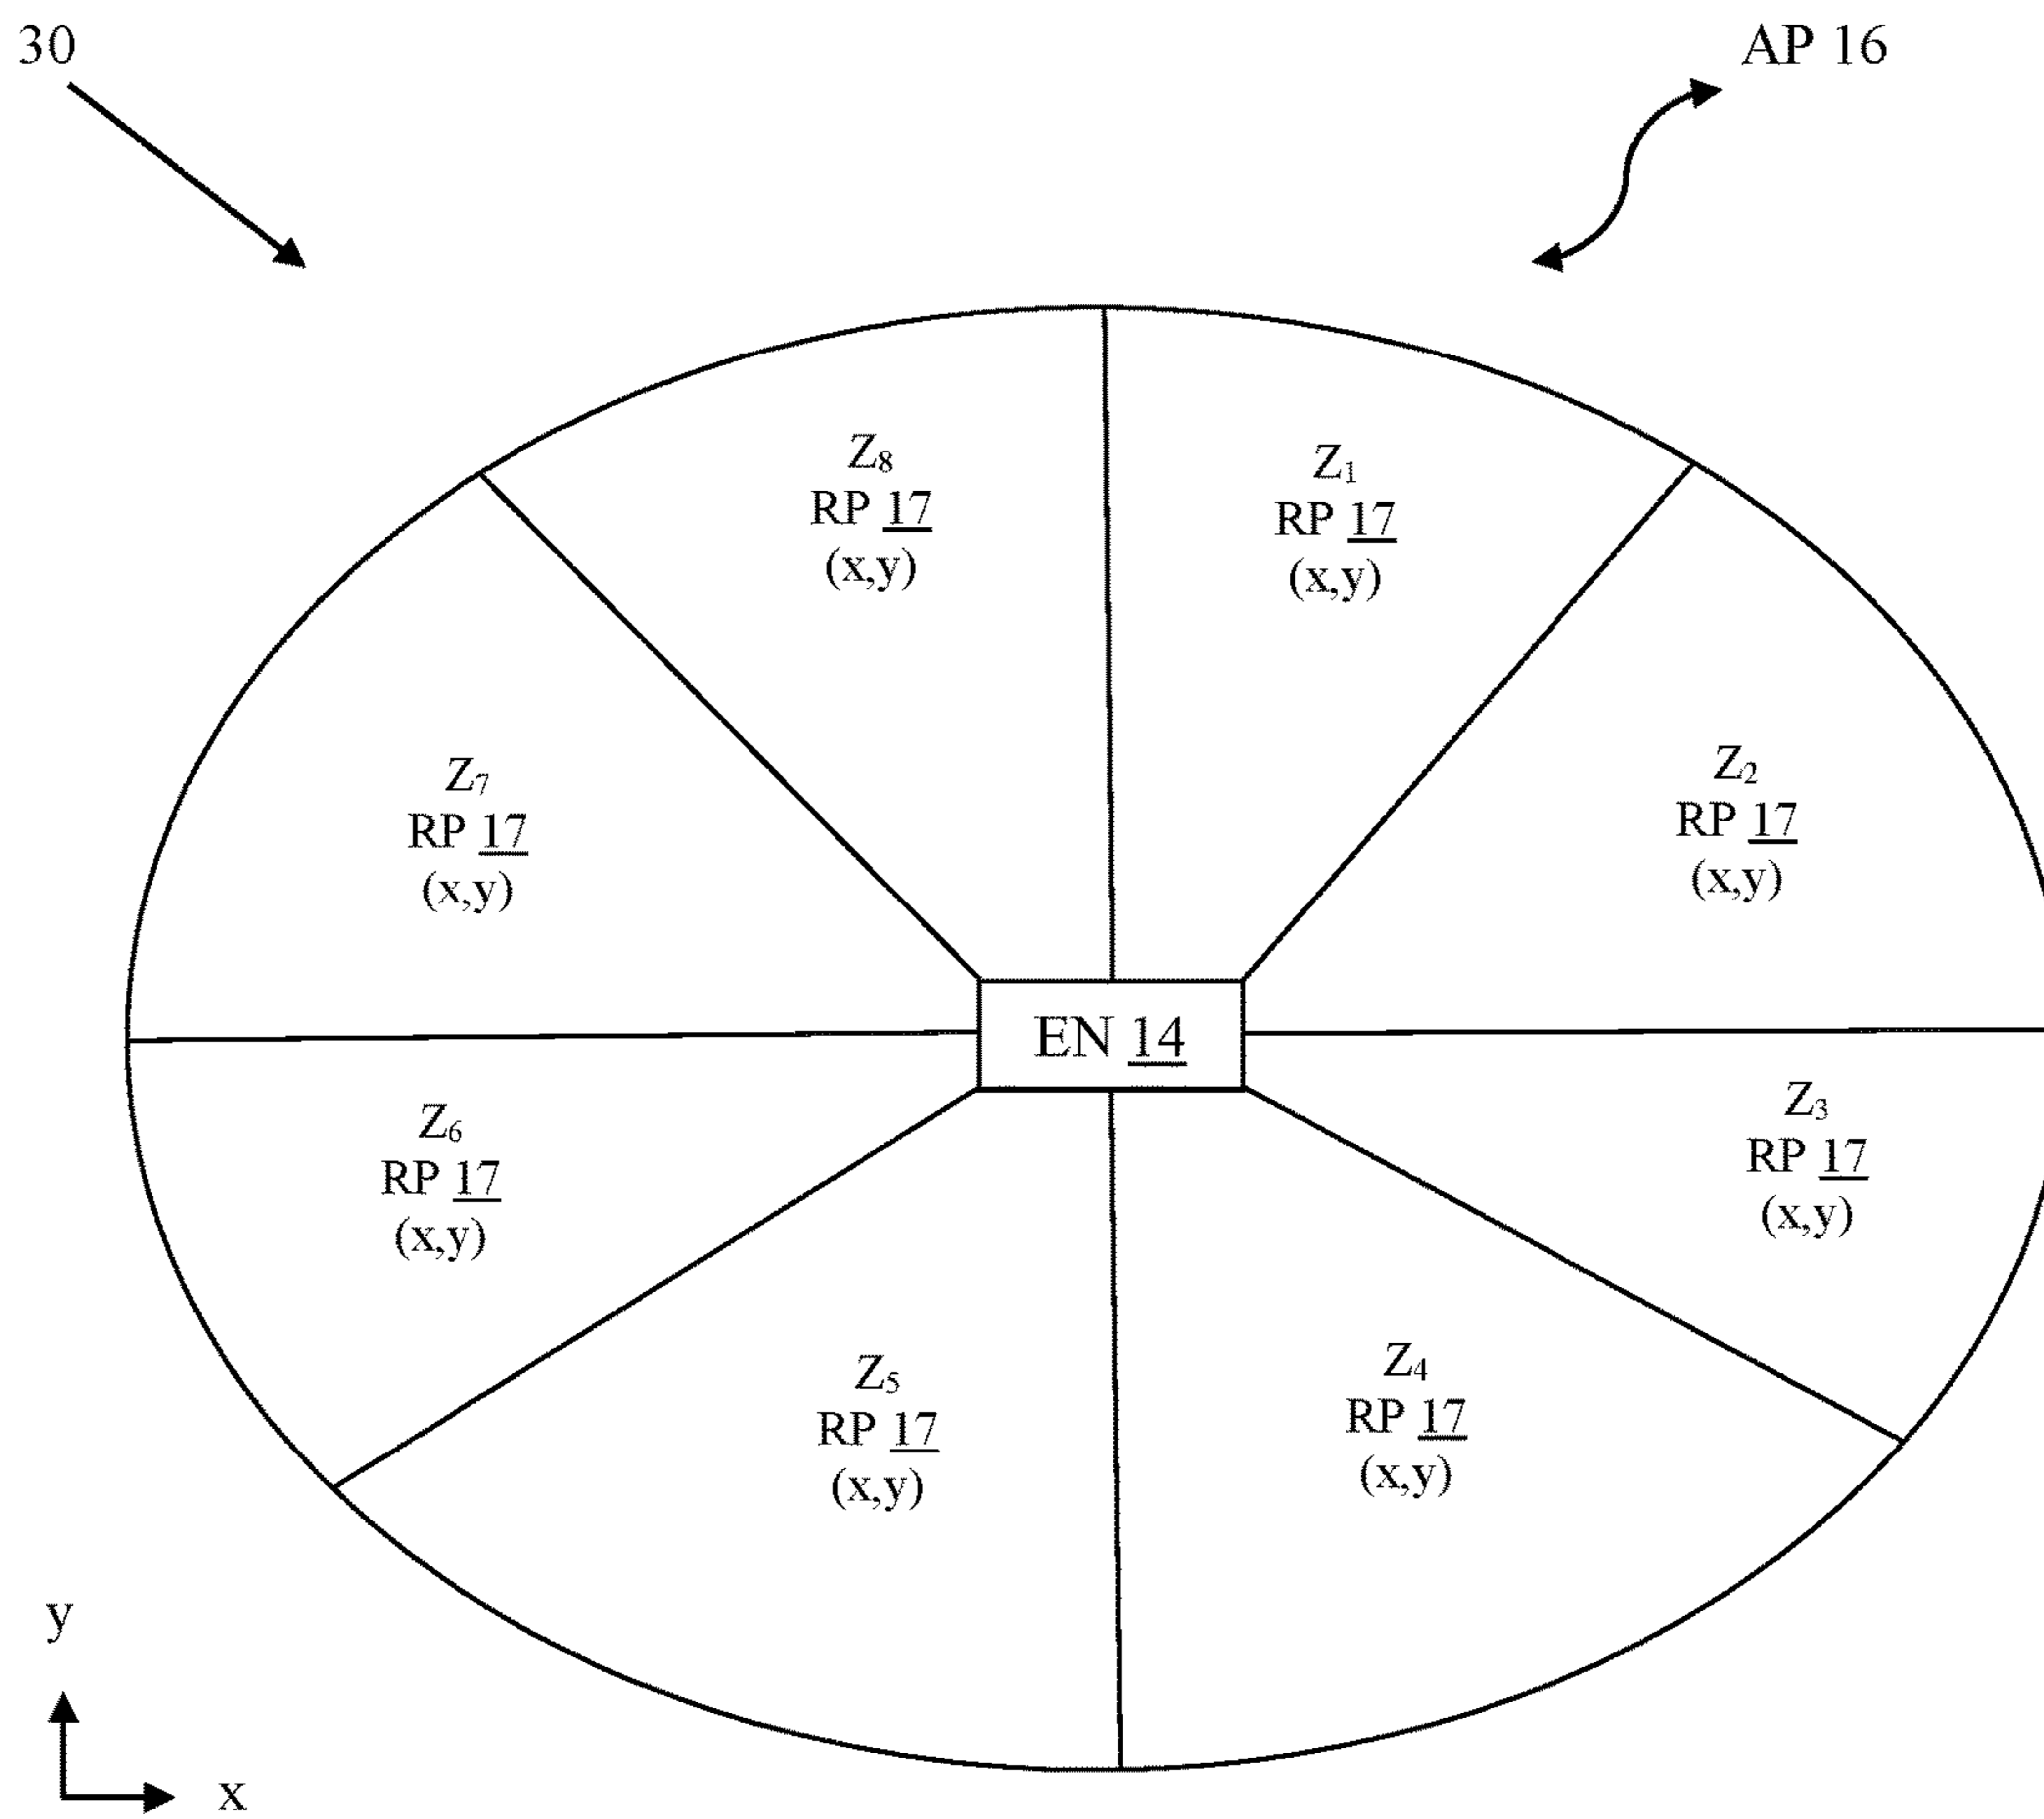 30
AP 16
Z₈
RP 17
(x,y)
Z₁
RP 17
(x,y)
Z₇
RP 17
(x,y)
Z₂
RP 17
(x,y)
EN 14
Z₆
RP 17
(x,y)
Z₃
RP 17
(x,y)
Z₅
RP 17
(x,y)
Z₄
RP 17
(x,y)
y
x